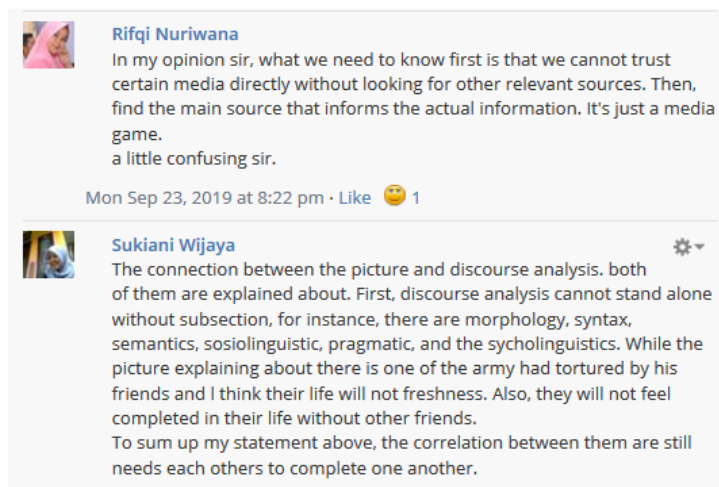 Rifqi Nuriwana
In my opinion sir, what we need to know first is that we cannot trust
certain media directly without looking for other relevant sources. Then,
find the main source that informs the actual information. It's just a media
game.
a little confusing sir.
Mon Sep 23, 2019 at 8:22 pm · Like 1
Sukiani Wijaya
The connection between the picture and discourse analysis. both
of them are explained about. First, discourse analysis cannot stand alone
without subsection, for instance, there are morphology, syntax,
semantics, sosiolinguistic, pragmatic, and the sycholinguistics. While the
picture explaining about there is one of the army had tortured by his
friends and I think their life will not freshness. Also, they will not feel
completed in their life without other friends.
To sum up my statement above, the correlation between them are still
needs each others to complete one another.